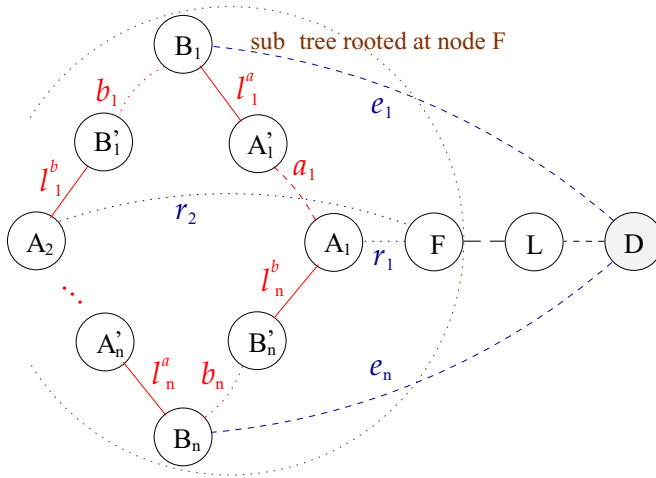 B₁
sub tree rooted at node F
b₁
l₁ᵃ
e₁
B'₁
A'₁
a₁
l₁ᵇ
r₂
A₂
A₁
r₁
F
L
D
lₙᵇ
...
A'ₙ
B'ₙ
lₙᵃ
bₙ
eₙ
Bₙ